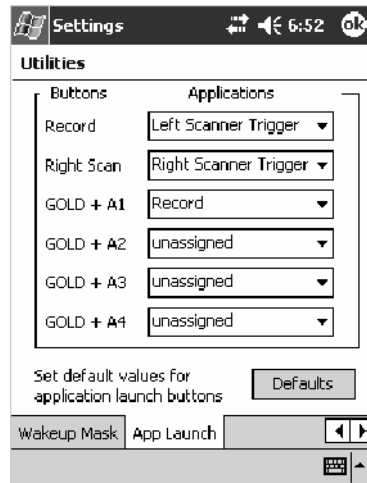 Settings 6:52 ok
Utilities
Buttons Applications
Record Left Scanner Trigger
Right Scan Right Scanner Trigger
GOLD + A1 Record
GOLD + A2 unassigned
GOLD + A3 unassigned
GOLD + A4 unassigned
Set default values for
application launch buttons Defaults
Wakeup Mask App Launch